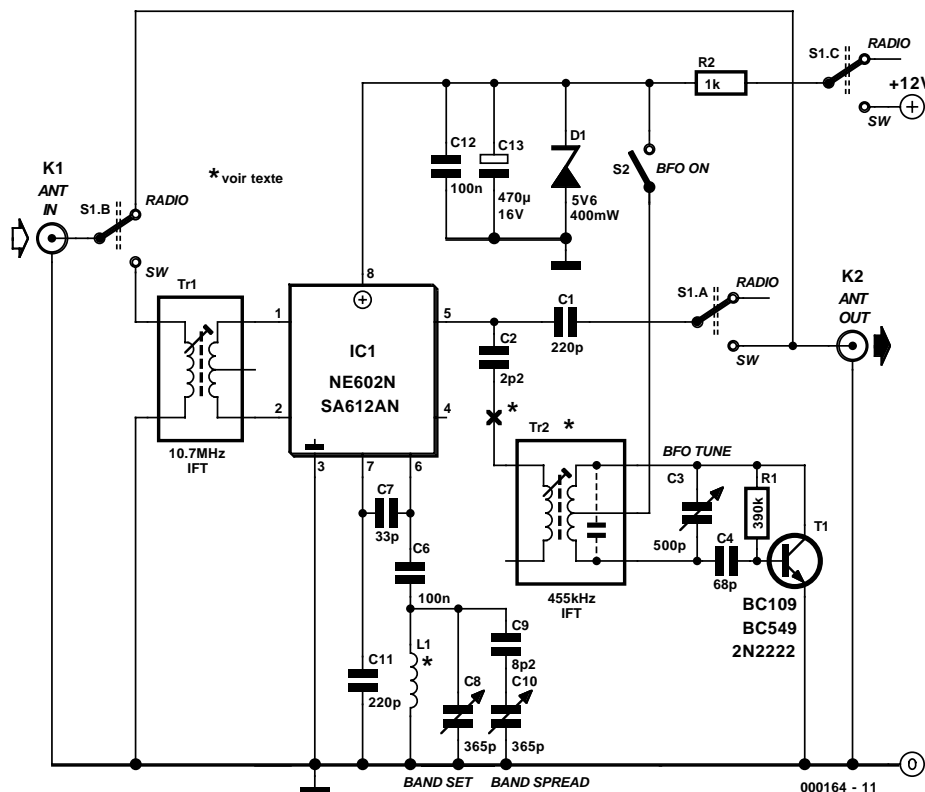 S1.C
RADIO
R2
1k
+12V
SW
C12
100n
C13
470µ
16V
D1
5V6
400mW
S2
BFO ON
K1
ANT
IN
*voir texte
S1.B
RADIO
SW
Tr1
10.7MHz
IFT
8
1
2
5
4
3
7
6
IC1
NE602N
SA612AN
C1
220p
C2
2p2
*
S1.A
RADIO
SW
K2
ANT
OUT
Tr2 *
455kHz
IFT
BFO TUNE
C3
500p
R1
390k
C4
68p
T1
BC109
BC549
2N2222
C7
33p
C6
100n
L1
*
C9
8p2
C11
220p
C8
365p
C10
365p
BAND SET
BAND SPREAD
0
000164 - 11